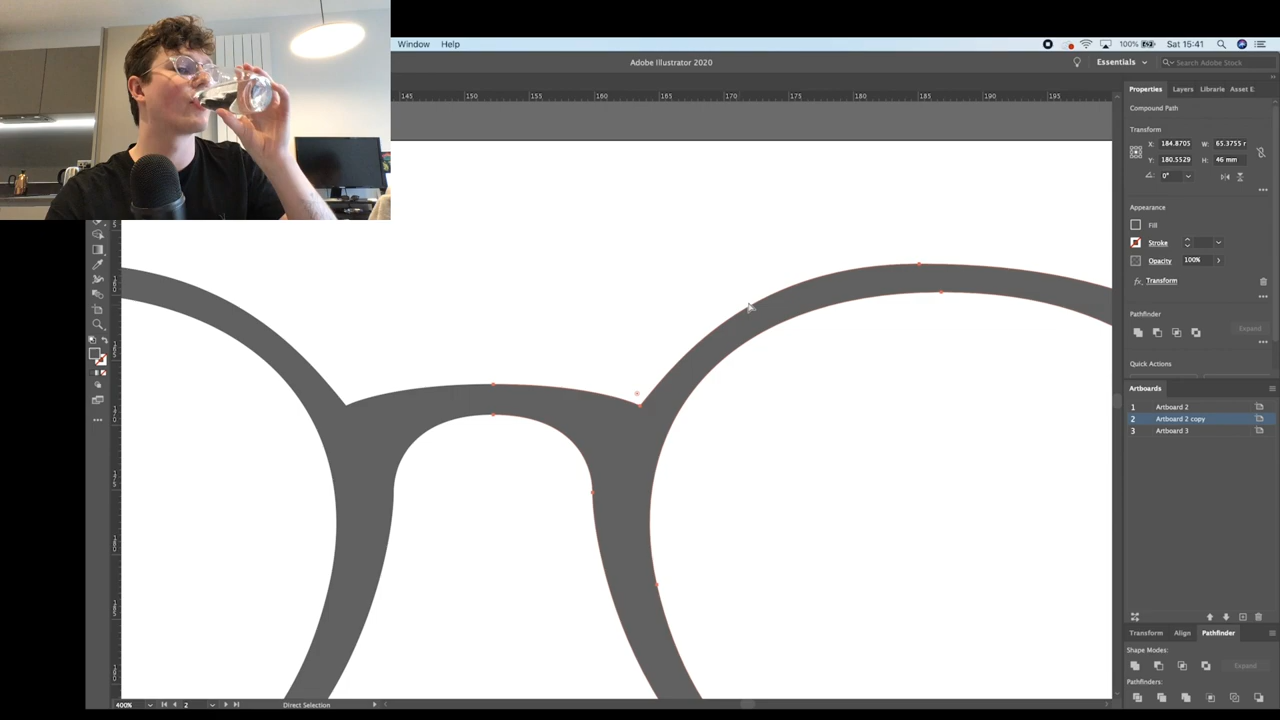 Window Help
100% Sat 15:41
Adobe Illustrator 2020
Essentials
Search Adobe Stock
145 150 155 160 165 170 175 180 185 190 195
Properties Layers Librarie Asset E
Compound Path
Transform
X: 184.8705 W: 65.3755 r
Y: 180.5529 H: 46 mm
0°
Appearance
Fill
Stroke
Opacity 100%
fx Transform
Pathfinder
Expand
Quick Actions
Artboards
1 Artboard 2
2 Artboard 2 copy
3 Artboard 3
Transform Align Pathfinder
Shape Modes:
Expand
Pathfinders:
400% 2 Direct Selection